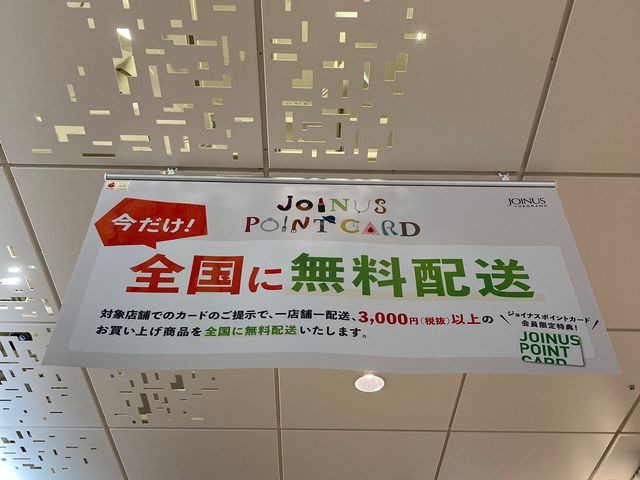 JOINUS
POINT CARD
JOINUS
YOKOHAMA
今だけ!
全国に無料配送
対象店舗でのカードのご提示で、一店舗一配送、3,000円(税抜)以上の
お買い上げ商品を全国に無料配送いたします。
ジョイナスポイントカード
会員限定特典!
JOINUS
POINT
CARD